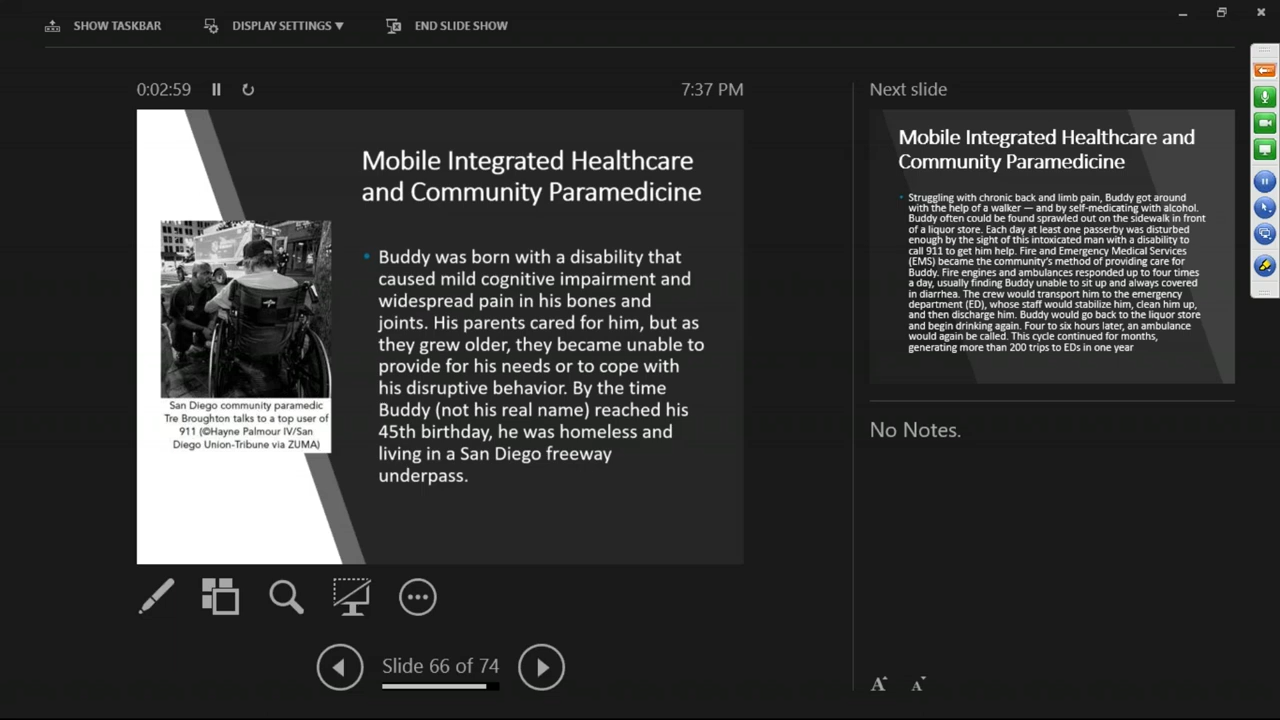 SHOW TASKBAR
DISPLAY SETTINGS ▼
END SLIDE SHOW
0:02:59
7:37 PM
Mobile Integrated Healthcare
and Community Paramedicine
• Buddy was born with a disability that
caused mild cognitive impairment and
widespread pain in his bones and
joints. His parents cared for him, but as
they grew older, they became unable to
provide for his needs or to cope with
his disruptive behavior. By the time
Buddy (not his real name) reached his
45th birthday, he was homeless and
living in a San Diego freeway
underpass.
San Diego community paramedic
Tre Broughton talks to a top user of
911 (©Hayne Palmour IV/San
Diego Union-Tribune via ZUMA)
Slide 66 of 74
Next slide
Mobile Integrated Healthcare and
Community Paramedicine
• Struggling with chronic back and limb pain, Buddy got around
with the help of a walker — and by self-medicating with alcohol.
Buddy often could be found sprawled out on the sidewalk in front
of a liquor store. Each day at least one passerby was disturbed
enough by the sight of this intoxicated man with a disability to
call 911 to get him help. Fire and Emergency Medical Services
(EMS) became the community's method of providing care for
Buddy. Fire engines and ambulances responded up to four times
a day, usually finding Buddy unable to sit up and always covered
in diarrhea. The crew would transport him to the emergency
department (ED), whose staff would stabilize him, clean him up,
and then discharge him. Buddy would go back to the liquor store
and begin drinking again. Four to six hours later, an ambulance
would again be called. This cycle continued for months,
generating more than 200 trips to EDs in one year
No Notes.
A A